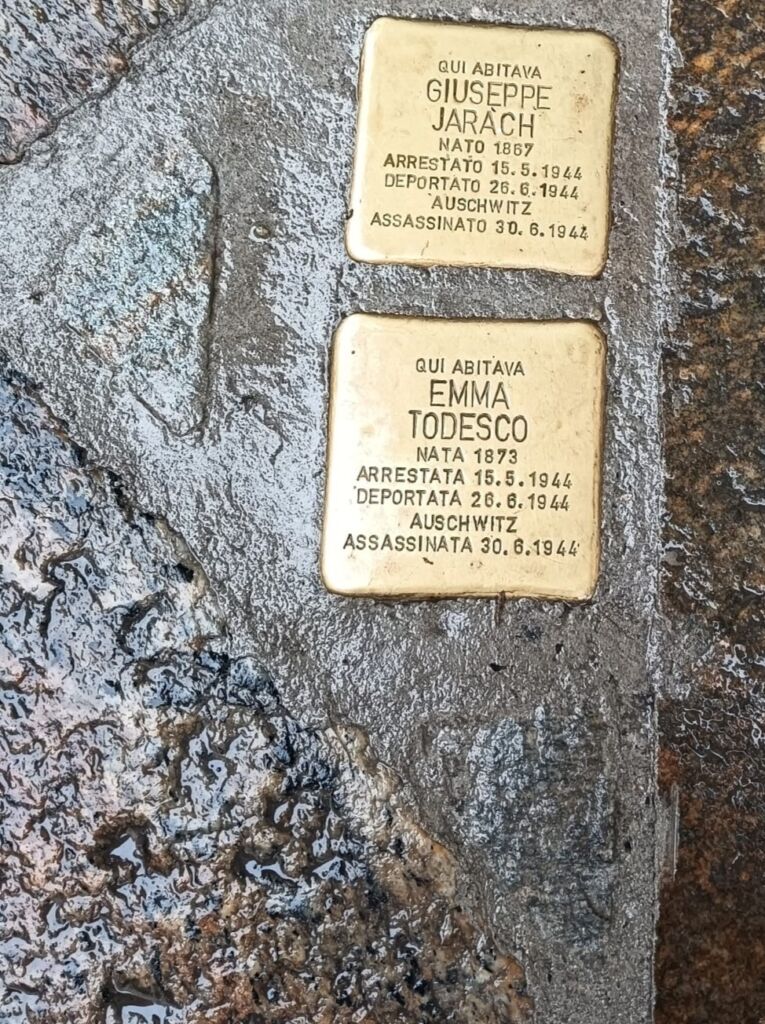 QUI ABITAVA
GIUSEPPE
JARACH
NATO 1867
ARRESTATO 15.5.1944
DEPORTATO 26.6.1944
AUSCHWITZ
ASSASSINATO 30.6.1944
QUI ABITAVA
EMMA
TODESCO
NATA 1873
ARRESTATA 15.5.1944
DEPORTATA 26.6.1944
AUSCHWITZ
ASSASSINATA 30.6.1944